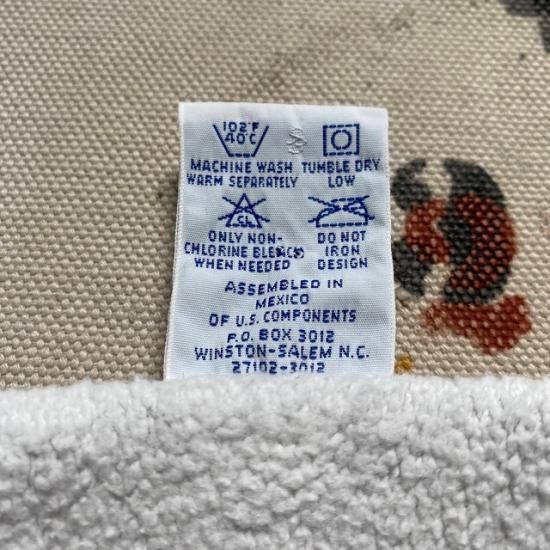 102°F
40°C
MACHINE WASH
WARM SEPARATELY
TUMBLE DRY
LOW
CL
ONLY NON-
CHLORINE BLEACH
WHEN NEEDED
DO NOT
IRON
DESIGN
ASSEMBLED IN
MEXICO
OF U.S. COMPONENTS
P.O. BOX 3012
WINSTON-SALEM N.C.
27102-3012